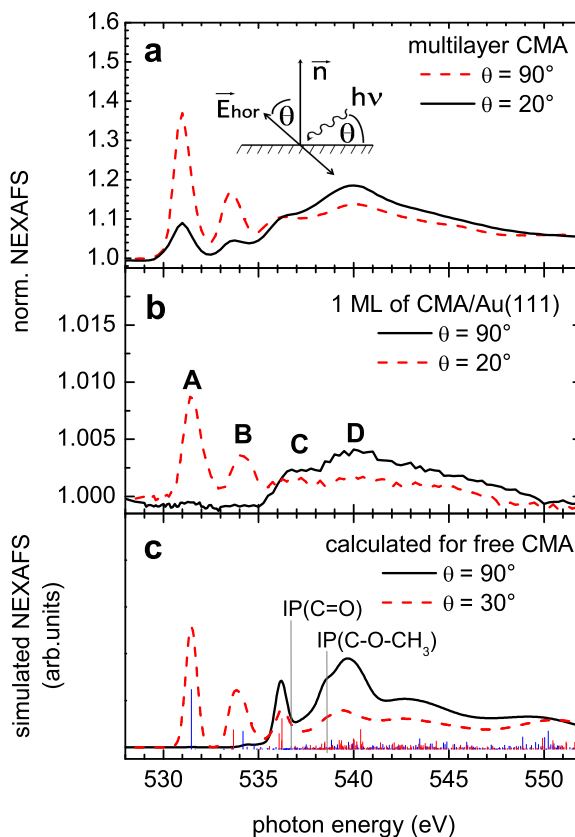 norm. NEXAFS
1.6
1.5
1.4
1.3
1.2
1.1
1.0
a
multilayer CMA
θ = 90°
θ = 20°
n
Ehor
θ
hν
θ
1.015
1.010
1.005
1.000
b
1 ML of CMA/Au(111)
θ = 90°
θ = 20°
A
B
C
D
simulated NEXAFS
(arb.units)
c
calculated for free CMA
θ = 90°
θ = 30°
IP(C=O)
IP(C-O-CH₃)
530 535 540 545 550
photon energy (eV)